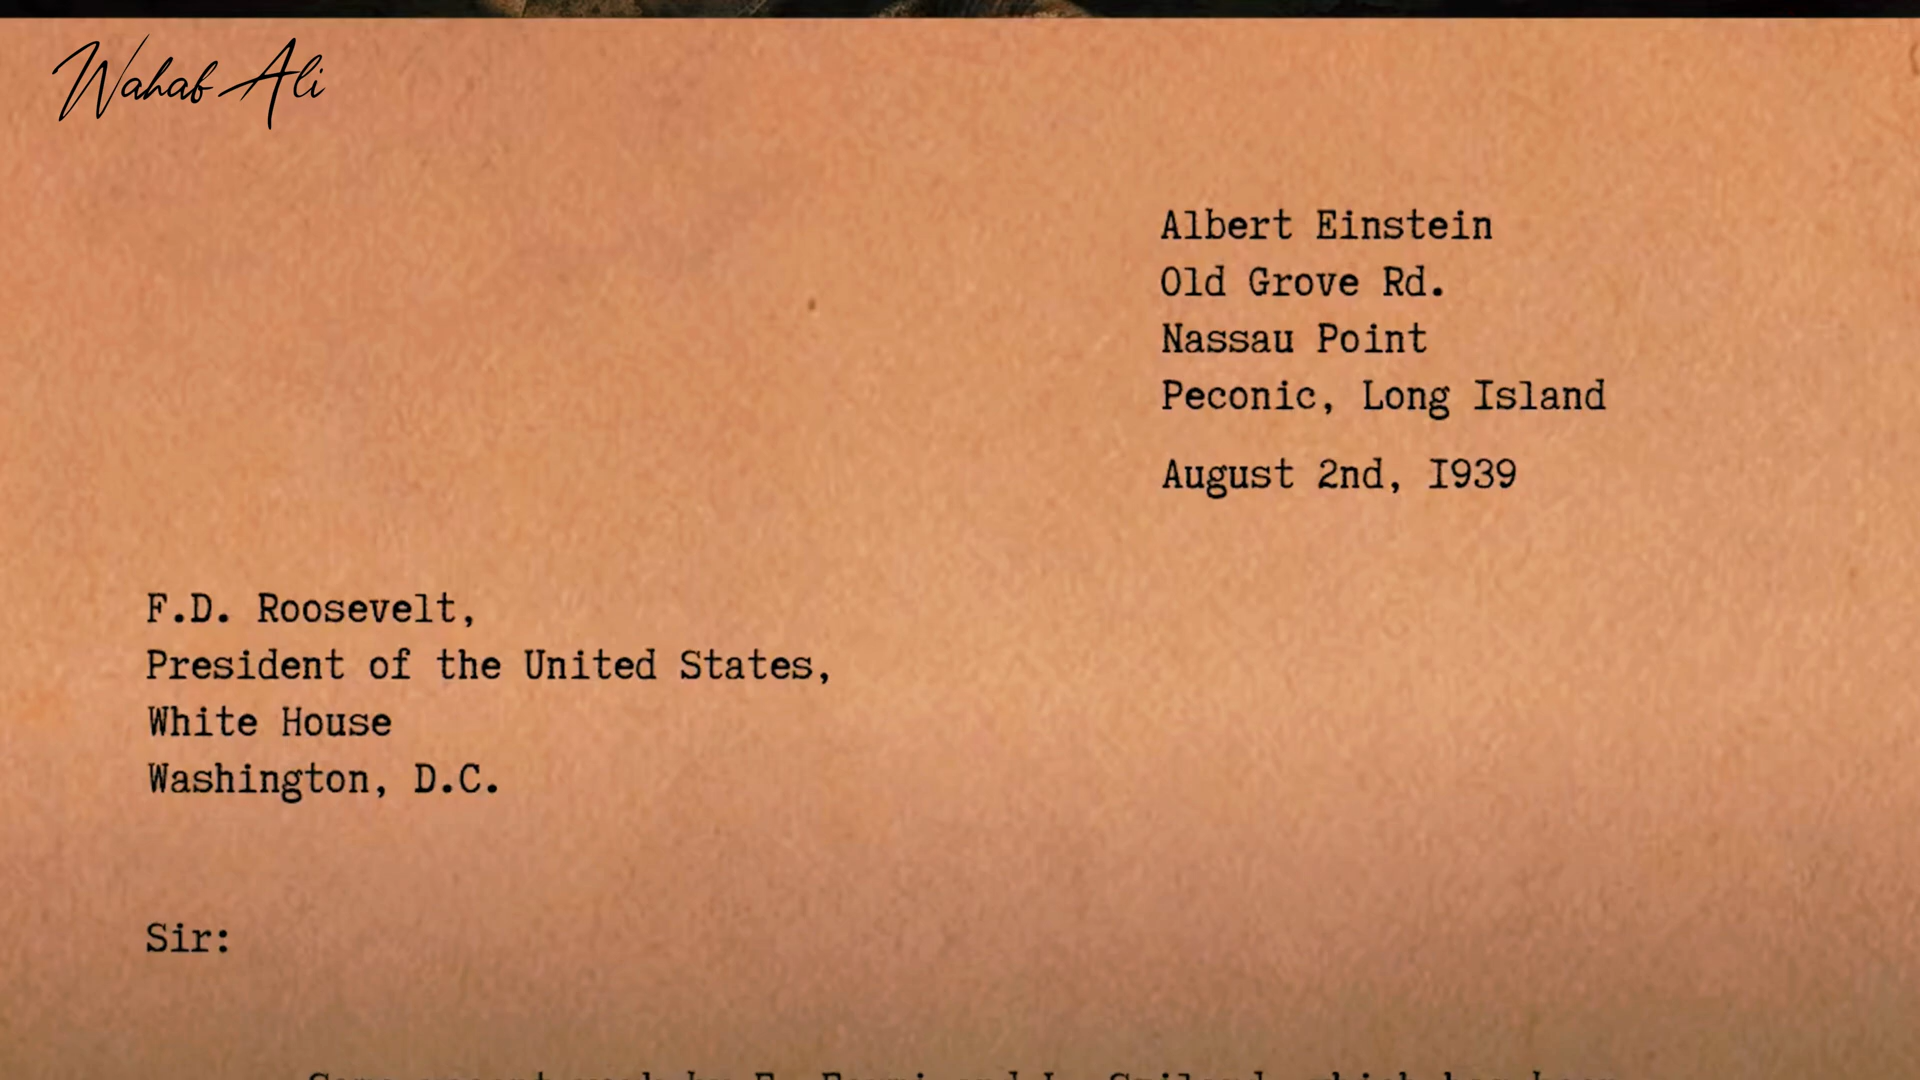 Wahab Ali
Albert Einstein
Old Grove Rd.
Nassau Point
Peconic, Long Island
August 2nd, I939
F.D. Roosevelt,
President of the United States,
White House
Washington, D.C.
Sir: